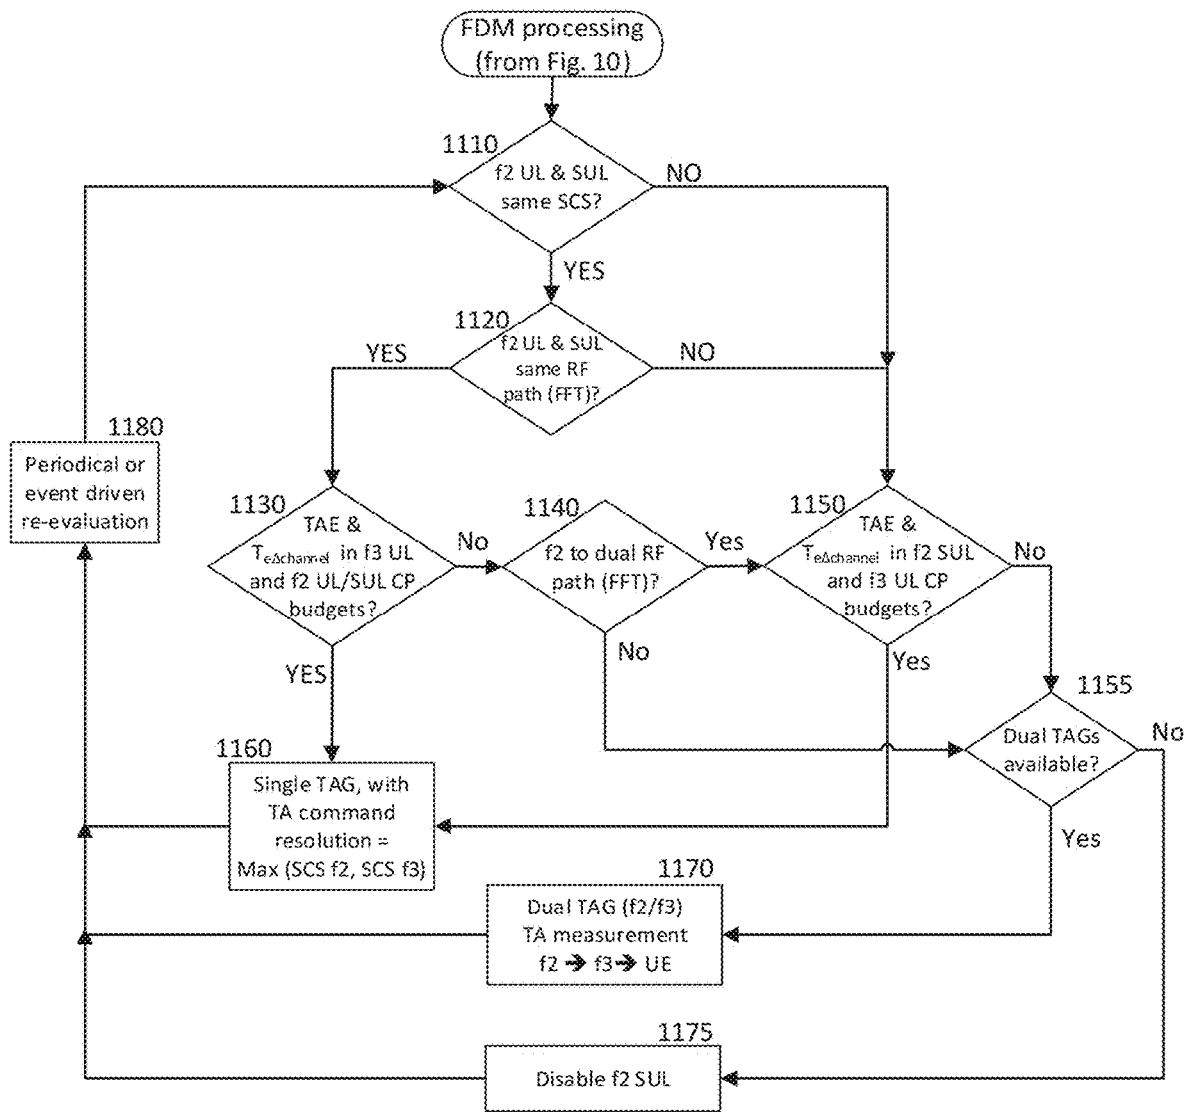 FDM processing
(from Fig. 10)
1110
f2 UL & SUL
same SCS?
NO
YES
1120
f2 UL & SUL
same RF
path (FFT)?
YES
NO
1180
Periodical or
event driven
re-evaluation
1130
TAE &
TeΔchannel in f3 UL
and f2 UL/SUL CP
budgets?
No
YES
1140
f2 to dual RF
path (FFT)?
Yes
No
1150
TAE &
TeΔchannel in f2 SUL
and f3 UL CP
budgets?
No
Yes
1155
Dual TAGs
available?
No
Yes
1160
Single TAG, with
TA command
resolution =
Max (SCS f2, SCS f3)
1170
Dual TAG (f2/f3)
TA measurement
f2 ➔ f3 ➔ UE
1175
Disable f2 SUL